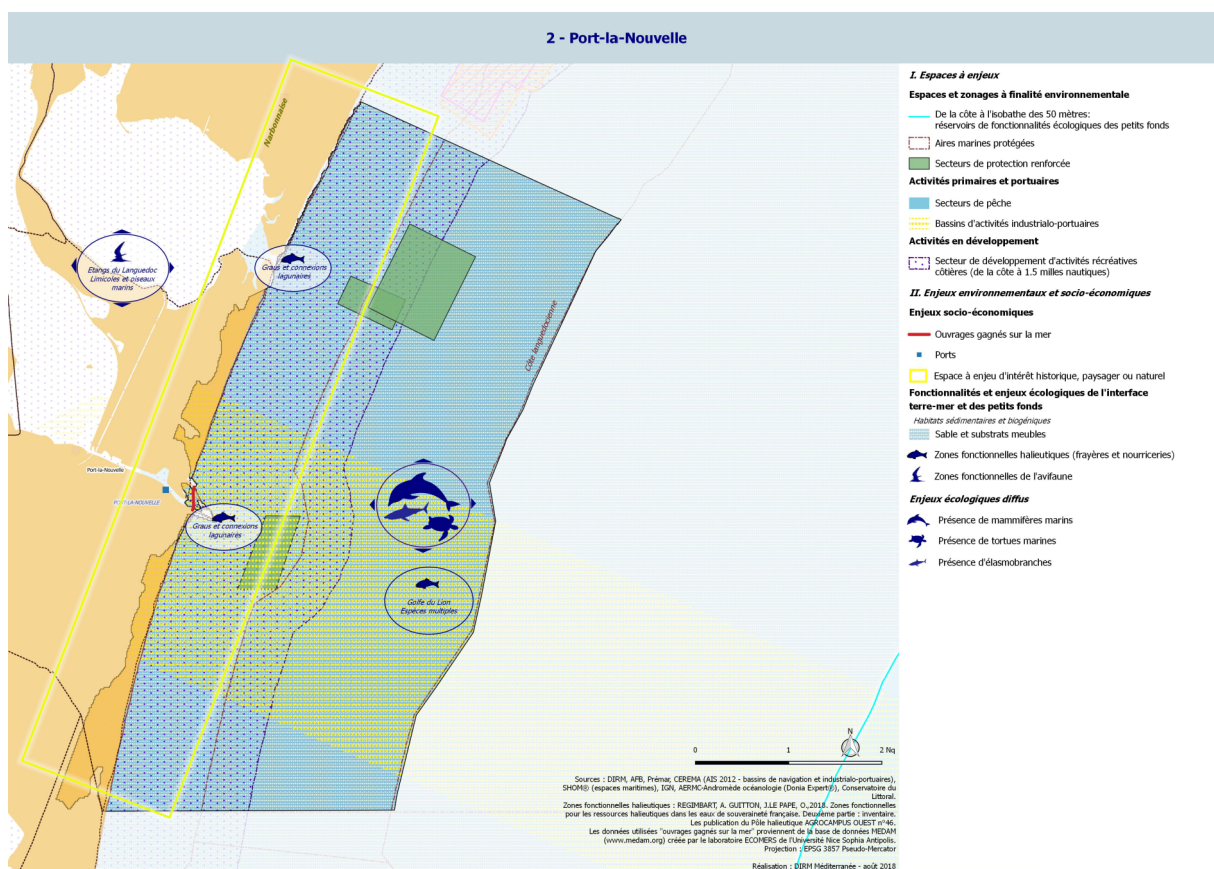 2 - Port-la-Nouvelle
Narbonnaise
Etangs du Languedoc
Limicoles et oiseaux
marins
Graus et connexions
lagunaires
Côte languedocienne
Port-la-Nouvelle
PORT-LA-NOUVELLE
Graus et connexions
lagunaires
Golfe du Lion
Espèces multiples
N
0 1 2 Nq
Sources : DIRM, AFB, Prémar, CEREMA (AIS 2012 - bassins de navigation et industrialo-portuaires),
SHOM® (espaces maritimes), IGN, AERMC-Andromède océanologie (Donia Expert®), Conservatoire du
Littoral.
Zones fonctionnelles halieutiques : REGIMBART, A. GUITTON, J.LE PAPE, O.,2018. Zones fonctionnelles
pour les ressources halieutiques dans les eaux de souveraineté française. Deuxième partie : inventaire.
Les publication du Pôle halieutique AGROCAMPUS OUEST n°46.
Les données utilisées "ouvrages gagnés sur la mer" proviennent de la base de données MEDAM
(www.medam.org) créée par le laboratoire ECOMERS de l'Université Nice Sophia Antipolis.
Projection : EPSG 3857 Pseudo-Mercator
Réalisation : DIRM Méditerranée - août 2018
I. Espaces à enjeux
Espaces et zonages à finalité environnementale
De la côte à l'isobathe des 50 mètres:
réservoirs de fonctionnalités écologiques des petits fonds
Aires marines protégées
Secteurs de protection renforcée
Activités primaires et portuaires
Secteurs de pêche
Bassins d'activités industrialo-portuaires
Activités en développement
Secteur de développement d'activités récréatives
côtières (de la côte à 1.5 milles nautiques)
II. Enjeux environnementaux et socio-économiques
Enjeux socio-économiques
Ouvrages gagnés sur la mer
Ports
Espace à enjeu d'intérêt historique, paysager ou naturel
Fonctionnalités et enjeux écologiques de l'interface
terre-mer et des petits fonds
Habitats sédimentaires et biogéniques
Sable et substrats meubles
Zones fonctionnelles halieutiques (frayères et nourriceries)
Zones fonctionnelles de l'avifaune
Enjeux écologiques diffus
Présence de mammifères marins
Présence de tortues marines
Présence d'élasmobranches